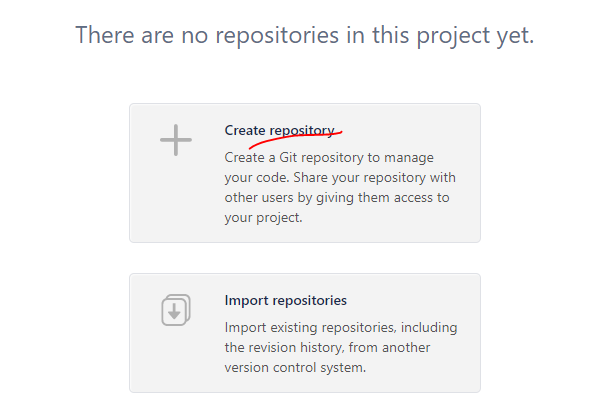 There are no repositories in this project yet.
Create repository
Create a Git repository to manage
your code. Share your repository with
other users by giving them access to
your project.
Import repositories
Import existing repositories, including
the revision history, from another
version control system.